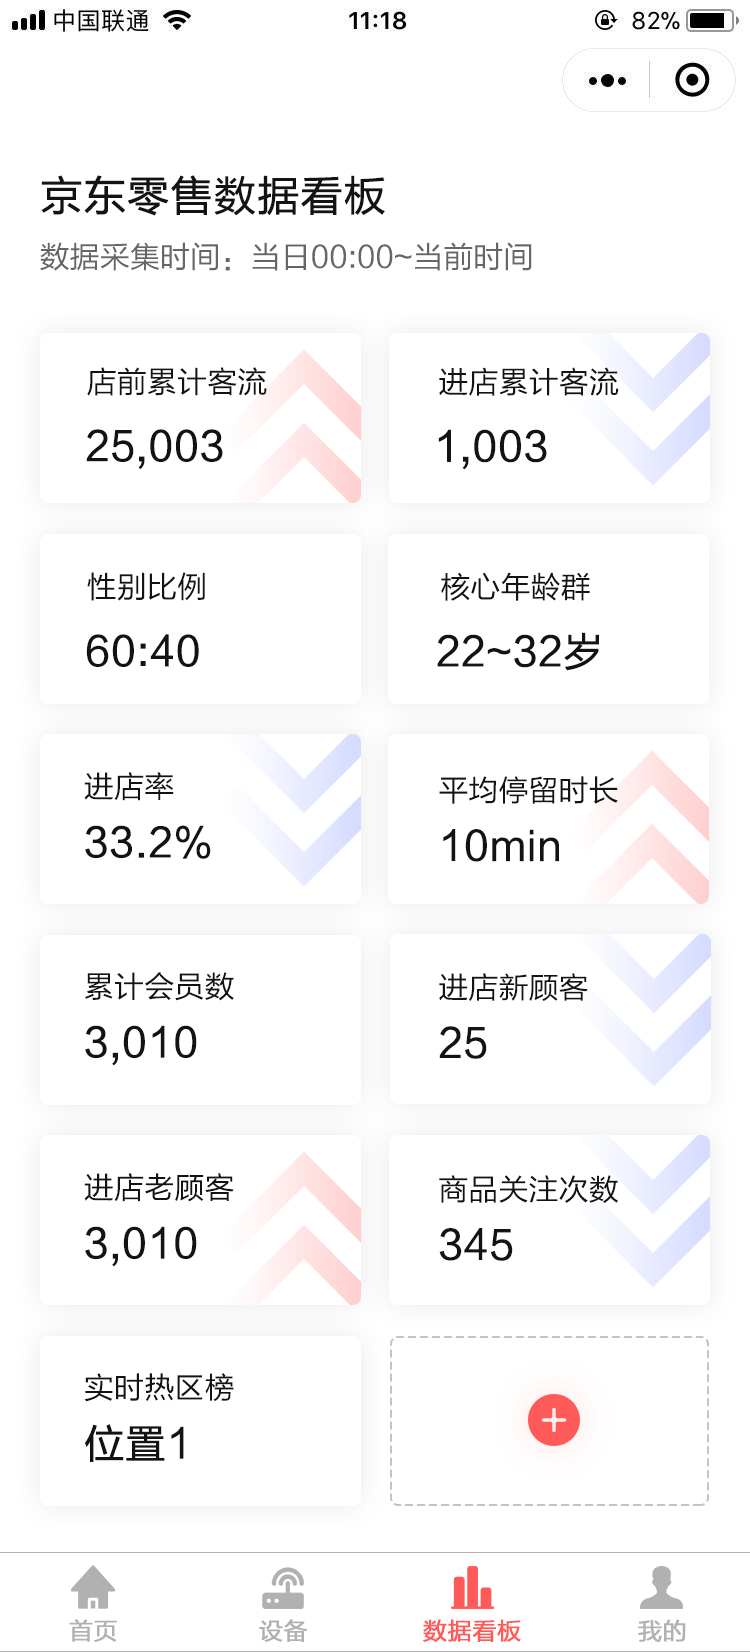 中国联通 11:18 82%
京东零售数据看板
数据采集时间：当日00:00~当前时间
店前累计客流
25,003
进店累计客流
1,003
性别比例
60:40
核心年龄群
22~32岁
进店率
33.2%
平均停留时长
10min
累计会员数
3,010
进店新顾客
25
进店老顾客
3,010
商品关注次数
345
实时热区榜
位置1
首页 设备 数据看板 我的